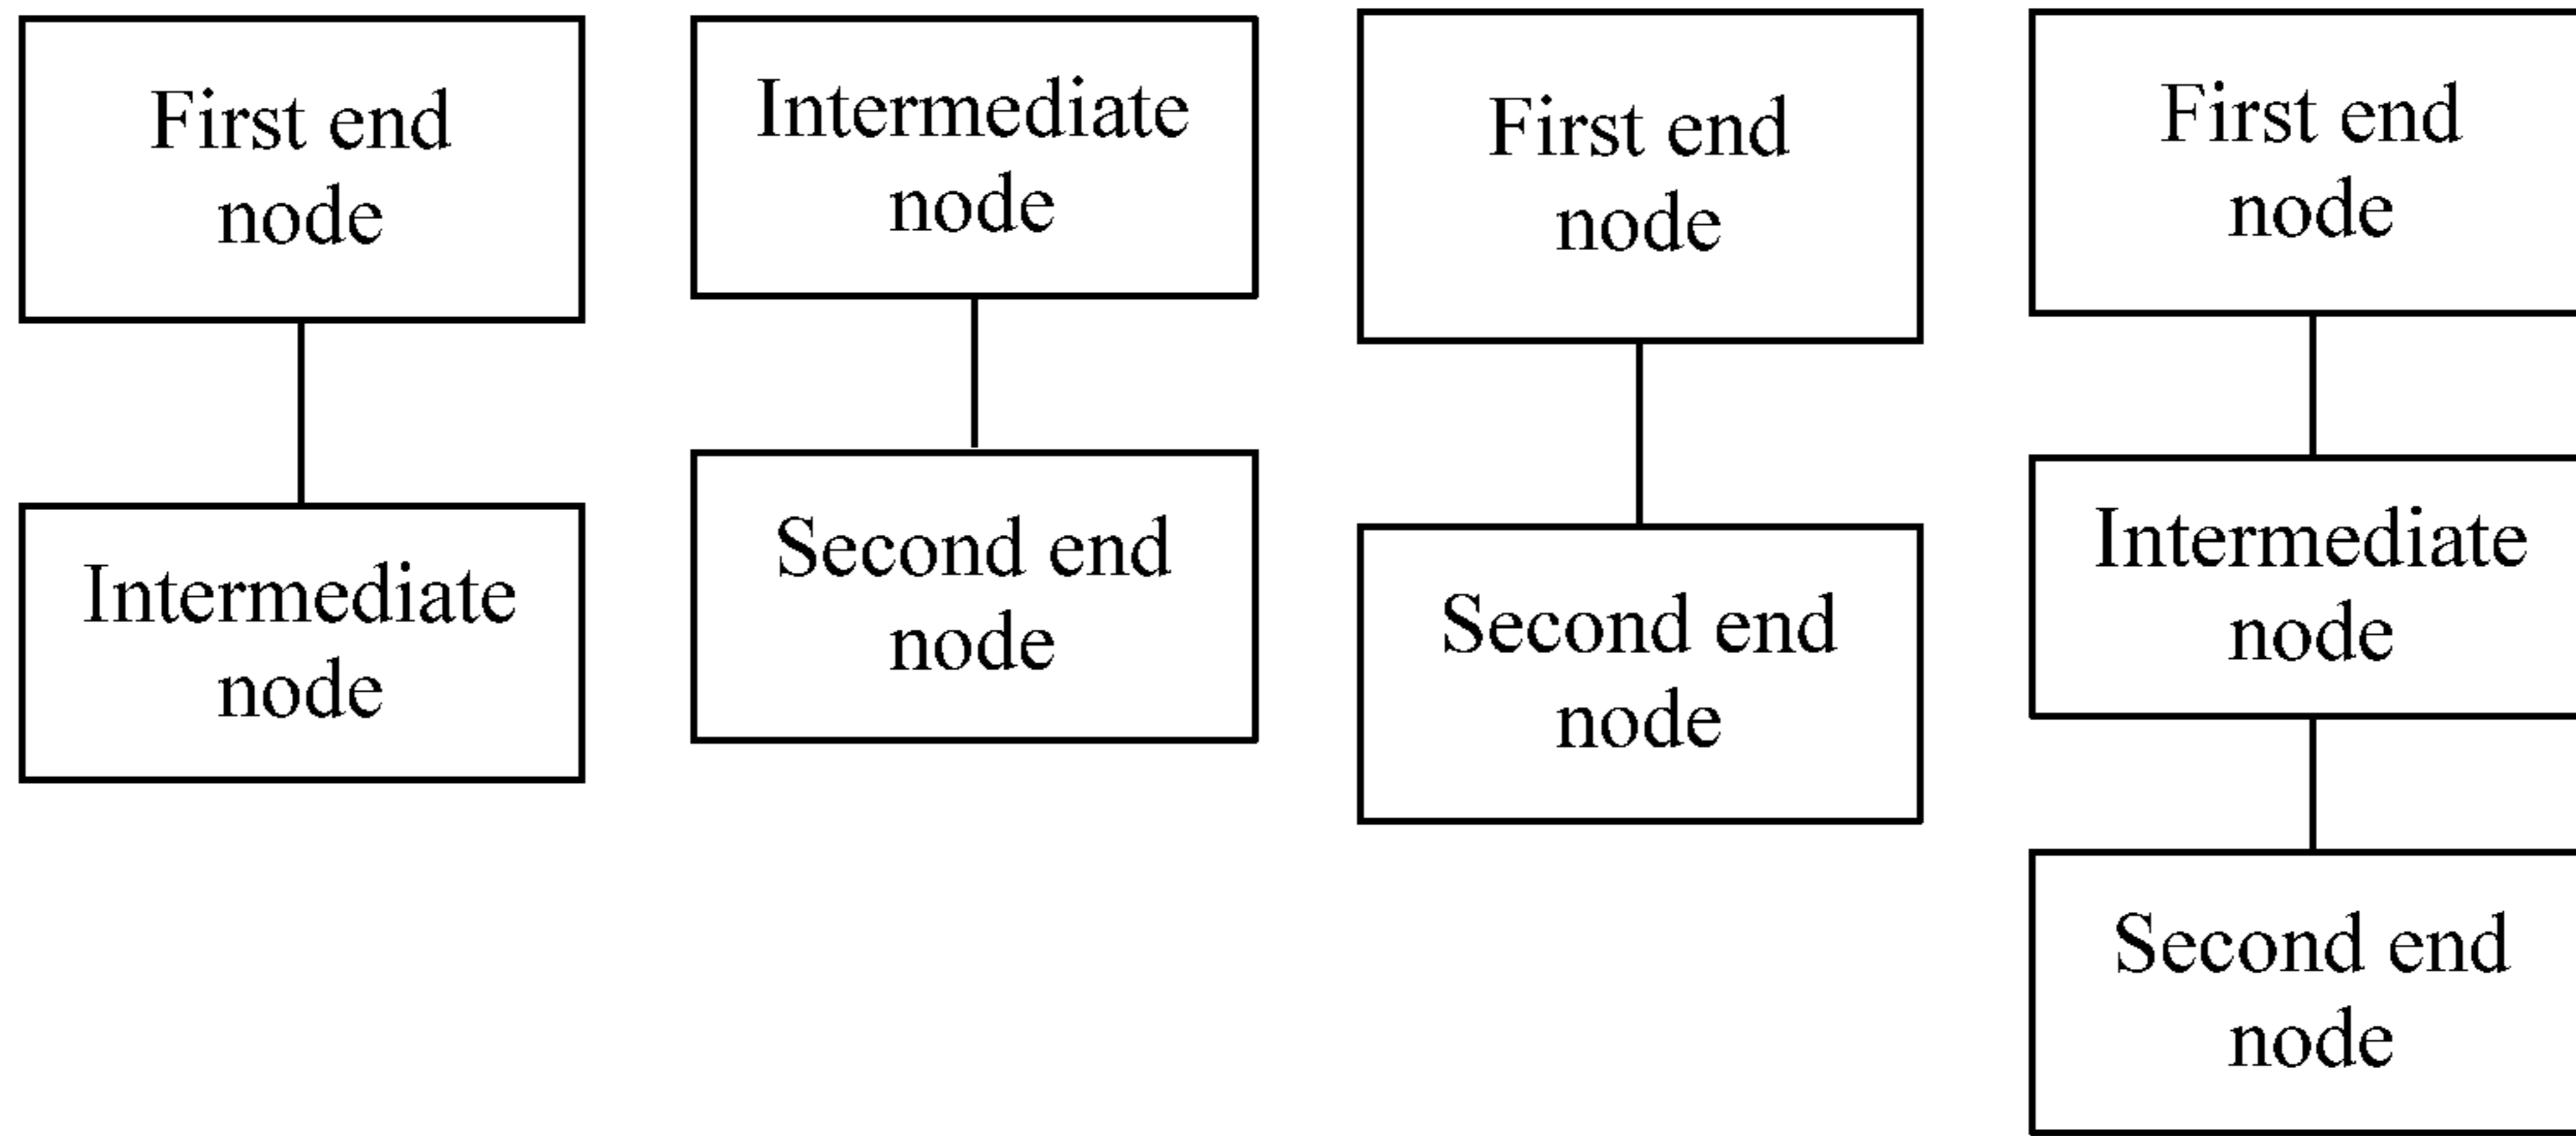 First end
node
Intermediate
node
Intermediate
node
Second end
node
First end
node
Second end
node
First end
node
Intermediate
node
Second end
node